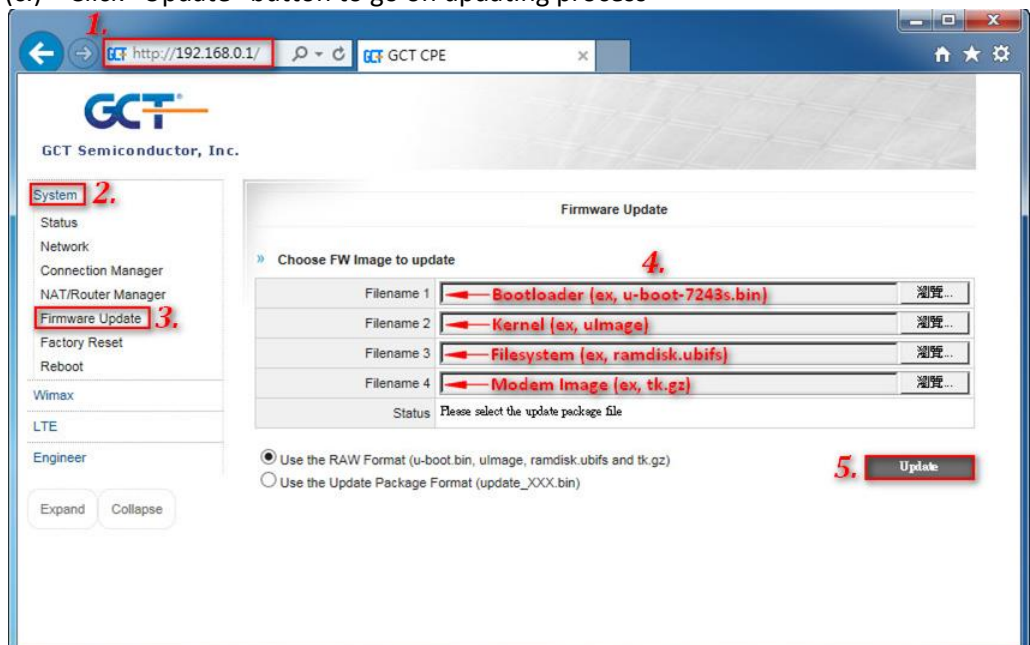 Click "Update" button to go on updating process
1.
http://192.168.0.1/
GCT CPE
GCT
GCT Semiconductor, Inc.
System 2.
Status
Network
Connection Manager
NAT/Router Manager
Firmware Update 3.
Factory Reset
Reboot
Wimax
LTE
Engineer
Expand Collapse
Firmware Update
» Choose FW Image to update
4.
Filename 1 Bootloader (ex, u-boot-7243s.bin) 瀏覽...
Filename 2 Kernel (ex, uImage) 瀏覽...
Filename 3 Filesystem (ex, ramdisk.ubifs) 瀏覽...
Filename 4 Modem Image (ex, tk.gz) 瀏覽...
Status Please select the update package file
Use the RAW Format (u-boot.bin, uImage, ramdisk.ubifs and tk.gz)
Use the Update Package Format (update_XXX.bin)
5. Update